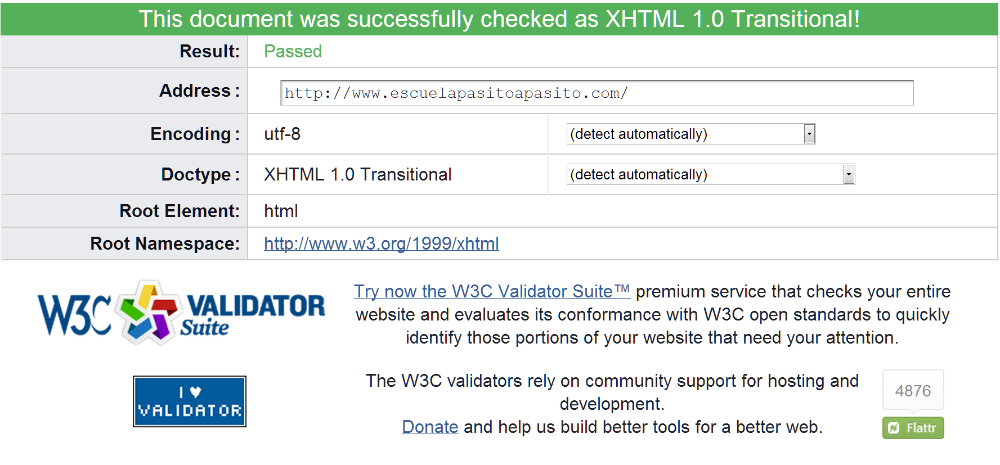 This document was successfully checked as XHTML 1.0 Transitional!
Result: Passed
Address : http://www.escuelapasitoapasito.com/
Encoding : utf-8 (detect automatically)
Doctype : XHTML 1.0 Transitional (detect automatically)
Root Element: html
Root Namespace: http://www.w3.org/1999/xhtml
W3C VALIDATOR Suite
Try now the W3C Validator Suite™ premium service that checks your entire
website and evaluates its conformance with W3C open standards to quickly
identify those portions of your website that need your attention.
I ♥
VALIDATOR
The W3C validators rely on community support for hosting and
development.
Donate and help us build better tools for a better web.
4876
Flattr